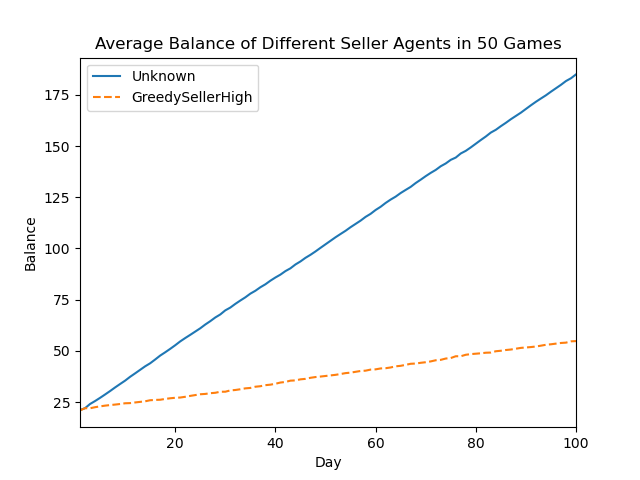 Average Balance of Different Seller Agents in 50 Games
Unknown
GreedySellerHigh
175
150
125
100
75
50
25
Balance
20
40
60
80
100
Day